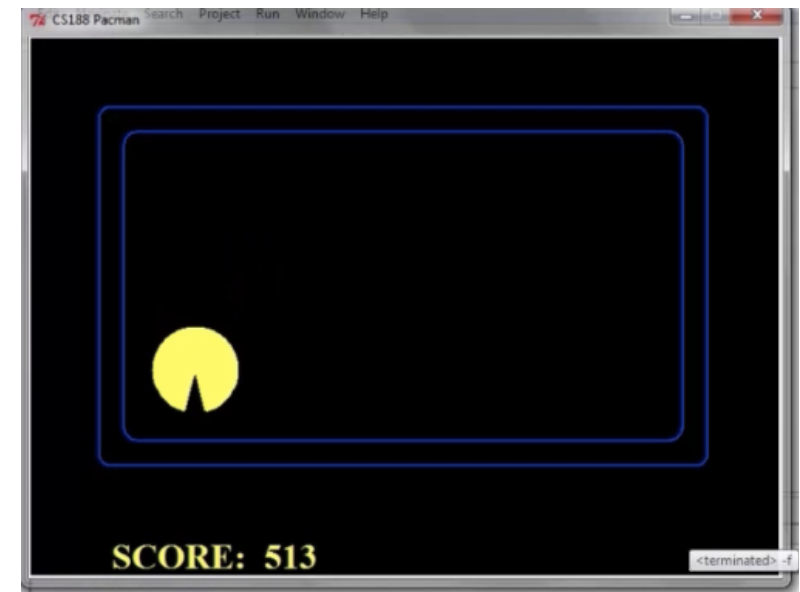 CS188 Pacman Search Project Run Window Help
SCORE: 513
<terminated> -f